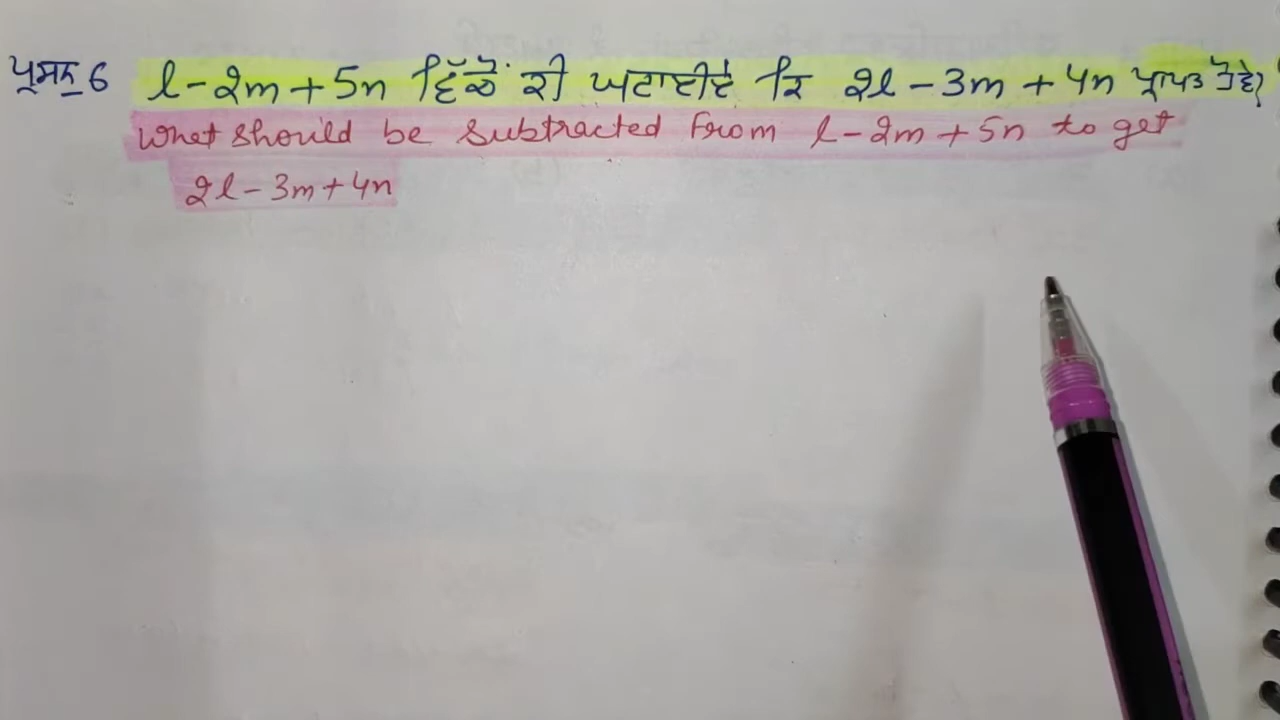 ਪ੍ਰਸਨ 6 l - 2m + 5n ਵਿੱਚੋਂ ਕੀ ਘਟਾਈਏ ਕਿ 2l - 3m + 4n ਪ੍ਰਾਪਤ ਹੋਵੇ?
What should be subtracted from l - 2m + 5n to get
2l - 3m + 4n